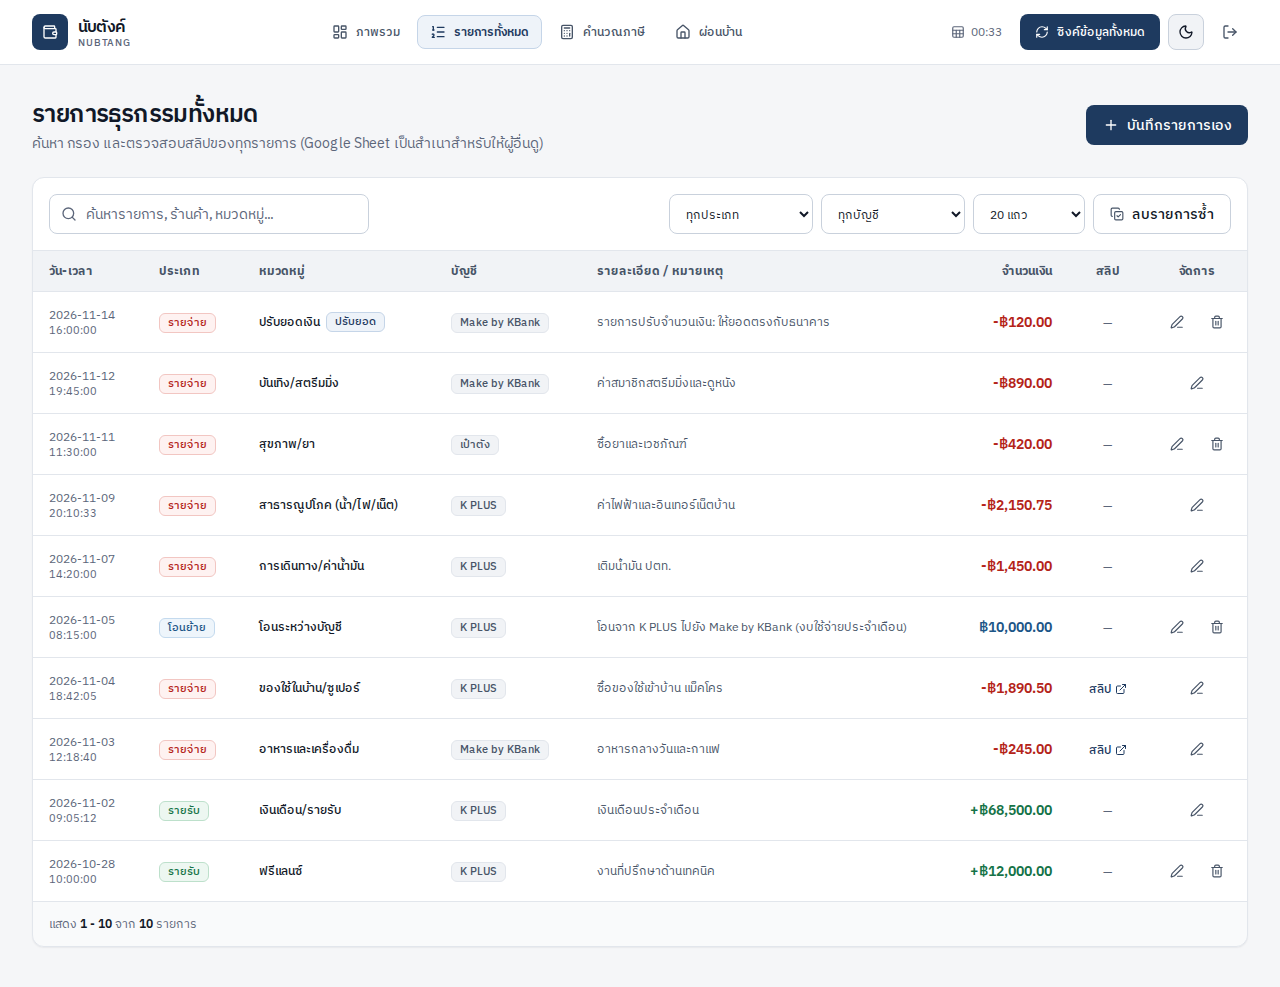 นับตังค์
NUBTANG
ภาพรวม
รายการทั้งหมด
คำนวณภาษี
ผ่อนบ้าน
00:33
ซิงค์ข้อมูลทั้งหมด
รายการธุรกรรมทั้งหมด
ค้นหา กรอง และตรวจสอบสลิปของทุกรายการ (Google Sheet เป็นสำเนาสำหรับให้ผู้อื่นดู)
บันทึกรายการเอง
ค้นหารายการ, ร้านค้า, หมวดหมู่...
ทุกประเภท
ทุกบัญชี
20 แถว
ลบรายการซ้ำ
วัน-เวลา ประเภท หมวดหมู่ บัญชี รายละเอียด / หมายเหตุ จำนวนเงิน สลิป จัดการ
2026-11-14
16:00:00
รายจ่าย ปรับยอดเงิน ปรับยอด Make by KBank รายการปรับจำนวนเงิน: ให้ยอดตรงกับธนาคาร -฿120.00 –
2026-11-12
19:45:00
รายจ่าย บันเทิง/สตรีมมิ่ง Make by KBank ค่าสมาชิกสตรีมมิ่งและดูหนัง -฿890.00 –
2026-11-11
11:30:00
รายจ่าย สุขภาพ/ยา เป๋าตัง ซื้อยาและเวชภัณฑ์ -฿420.00 –
2026-11-09
20:10:33
รายจ่าย สาธารณูปโภค (น้ำ/ไฟ/เน็ต) K PLUS ค่าไฟฟ้าและอินเทอร์เน็ตบ้าน -฿2,150.75 –
2026-11-07
14:20:00
รายจ่าย การเดินทาง/ค่าน้ำมัน K PLUS เติมน้ำมัน ปตท. -฿1,450.00 –
2026-11-05
08:15:00
โอนย้าย โอนระหว่างบัญชี K PLUS โอนจาก K PLUS ไปยัง Make by KBank (งบใช้จ่ายประจำเดือน) ฿10,000.00 –
2026-11-04
18:42:05
รายจ่าย ของใช้ในบ้าน/ซูเปอร์ K PLUS ซื้อของใช้เข้าบ้าน แม็คโคร -฿1,890.50 สลิป
2026-11-03
12:18:40
รายจ่าย อาหารและเครื่องดื่ม Make by KBank อาหารกลางวันและกาแฟ -฿245.00 สลิป
2026-11-02
09:05:12
รายรับ เงินเดือน/รายรับ K PLUS เงินเดือนประจำเดือน +฿68,500.00 –
2026-10-28
10:00:00
รายรับ ฟรีแลนซ์ K PLUS งานที่ปรึกษาด้านเทคนิค +฿12,000.00 –
แสดง 1 - 10 จาก 10 รายการ